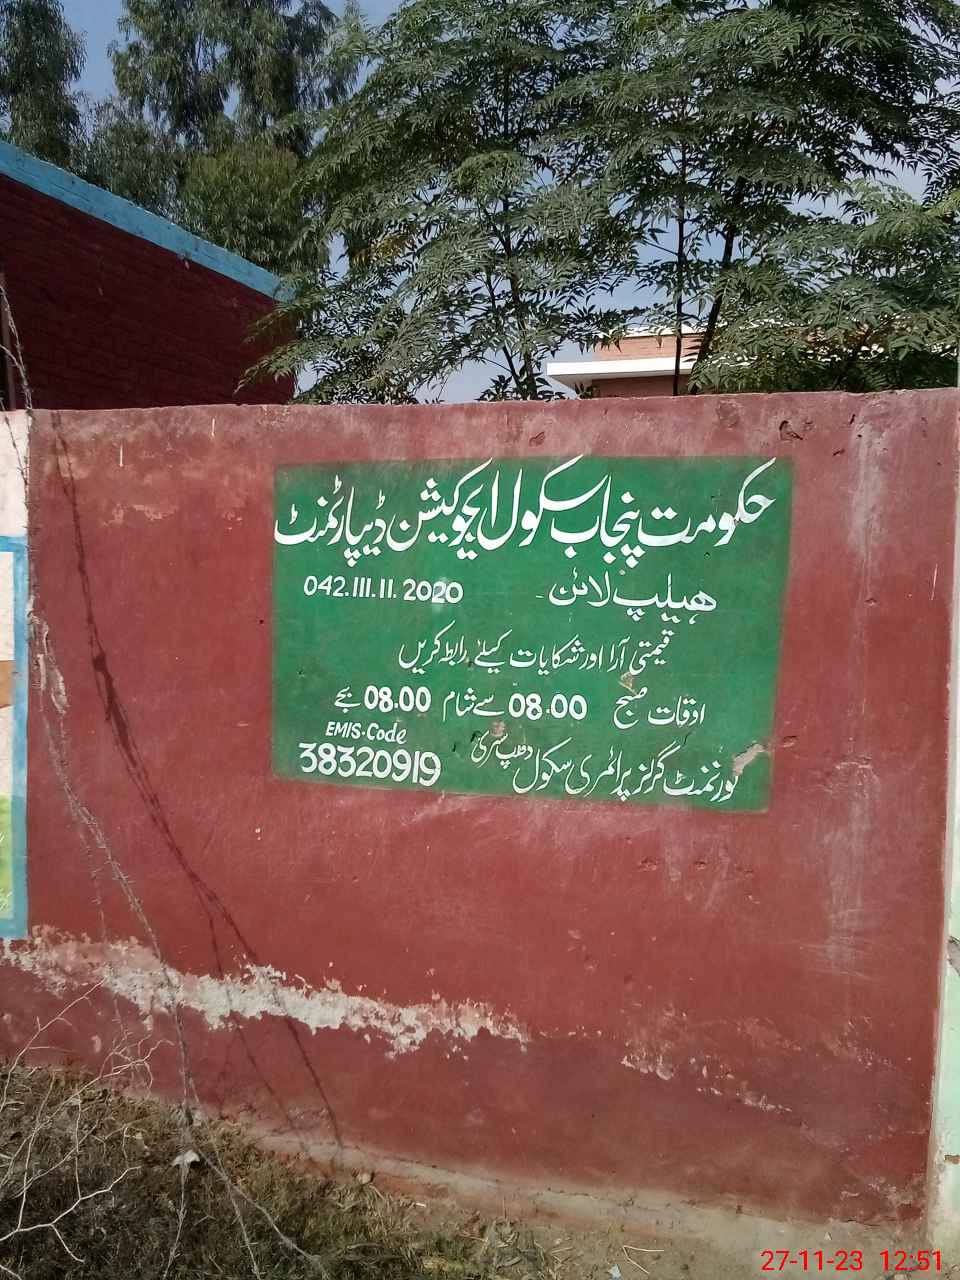 حکومت پنجاب سکول ایجوکیشن ڈیپارٹمنٹ
ھیلپ لائن - 042.111.11.2020
قیمتی آرا اور شکایات کیلئے رابطہ کریں
اوقات صبح 08.00 سے شام 08.00 بجے
گورنمنٹ گرلز پرائمری سکول
EMIS.Code
38320919
27-11-23 12:51